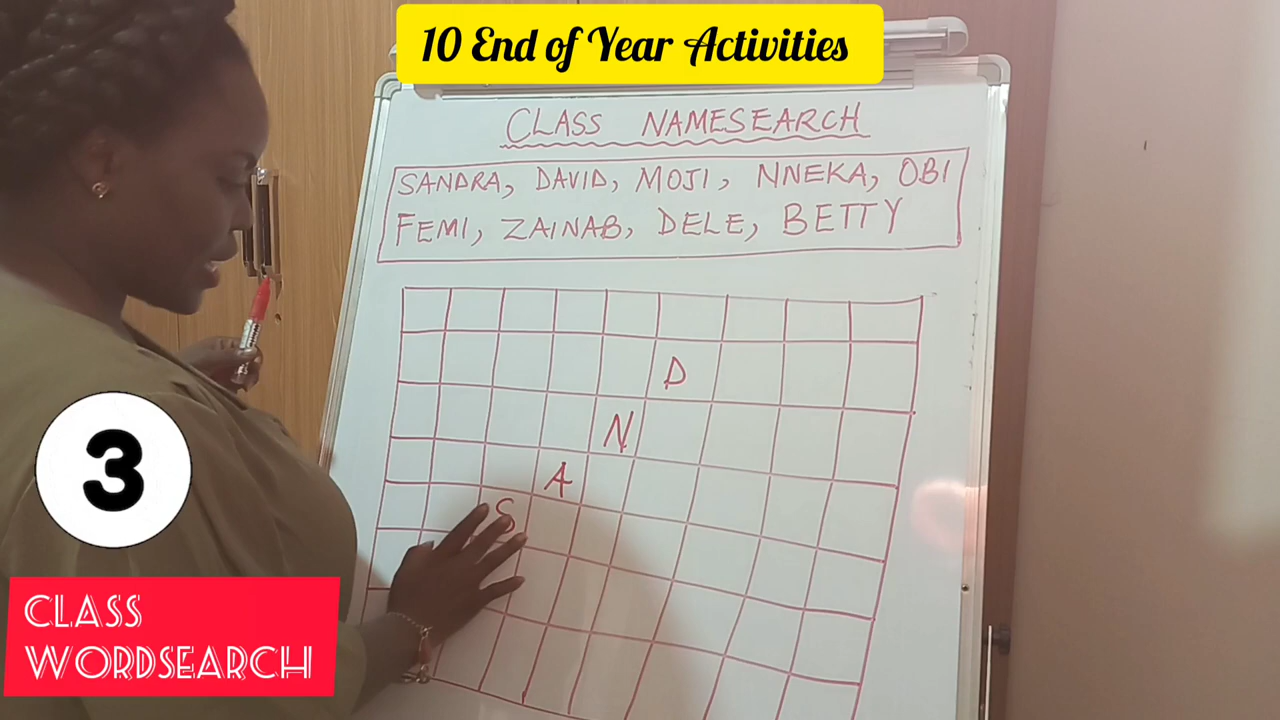 10 End of Year Activities
CLASS NAMESEARCH
SANDRA, DAVID, MOJI, NNEKA, OBI
FEMI, ZAINAB, DELE, BETTY
D
N
A
S
3
CLASS
WORDSEARCH